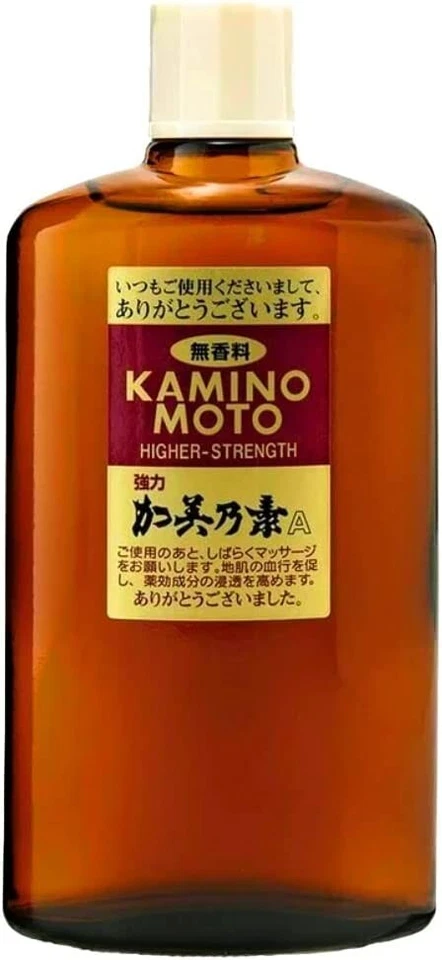 いつもご使用くださいまして、
ありがとうございます。
無香料
KAMINO
MOTO
HIGHER-STRENGTH
強力
加美乃素A
ご使用のあと、しばらくマッサージ
をお願いします。地肌の血行を促
し、薬効成分の浸透を高めます。
ありがとうございました。